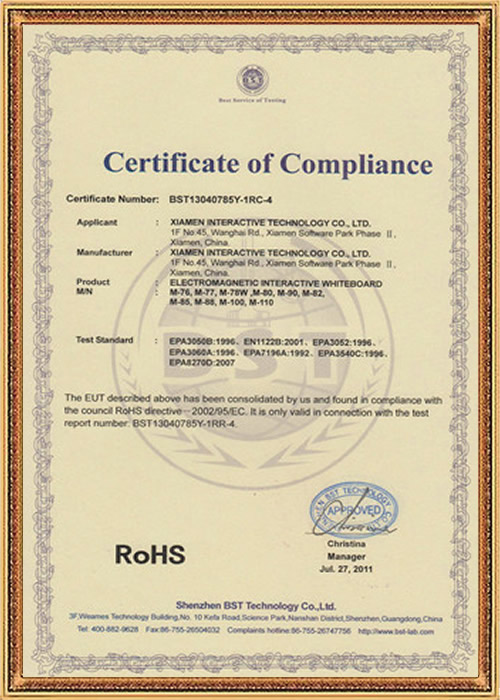 BST
Best Service of Testing
Certificate of Compliance
Certificate Number: BST13040785Y-1RC-4
Applicant : XIAMEN INTERACTIVE TECHNOLOGY CO., LTD.
1F No.45, Wanghai Rd., Xiamen Software Park Phase Ⅱ,
Xiamen, China.
Manufacturer : XIAMEN INTERACTIVE TECHNOLOGY CO., LTD.
1F No.45, Wanghai Rd., Xiamen Software Park Phase Ⅱ,
Xiamen, China.
Product : ELECTROMAGNETIC INTERACTIVE WHITEBOARD
M/N : M-76, M-77, M-78W ,M-80, M-90, M-82,
M-85, M-88, M-100, M-110
BST
Test Standard : EPA3050B:1996, EN1122B:2001, EPA3052:1996,
EPA3060A:1996, EPA7196A:1992, EPA3540C:1996,
EPA8270D:2007
The EUT described above has been consolidated by us and found in compliance with
the council RoHS directive－2002/95/EC. It is only valid in connection with the test
report number: BST13040785Y-1RR-4.
BST TECHNOLOGY CO
APPROVED
RoHS
Christina
Manager
Jul. 27, 2011
Shenzhen BST Technology Co.,Ltd.
3F,Weames Technology Building,No. 10 Kefa Road,Science Park,Nanshan District,Shenzhen,Guangdong,China
Tel: 400-882-9628 Fax:86-755-26504032 Complaints hotline:86-755-26747756 http://www.bst-lab.com